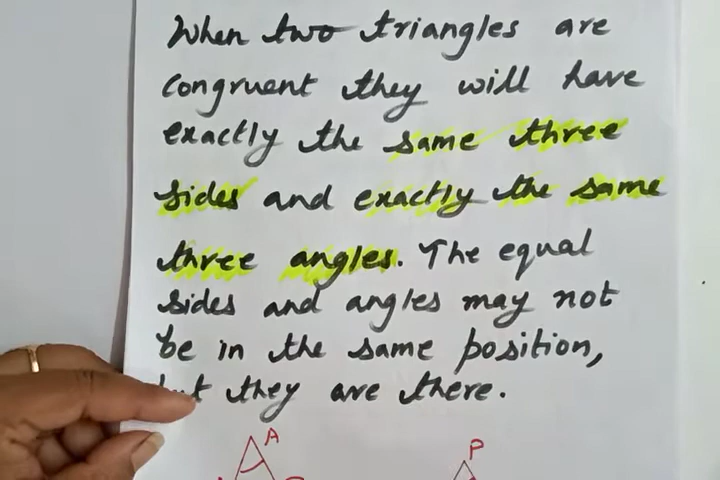 When two triangles are
congruent they will have
exactly the same three
sides and exactly the same
three angles. The equal
sides and angles may not
be in the same position,
but they are there.
A
P